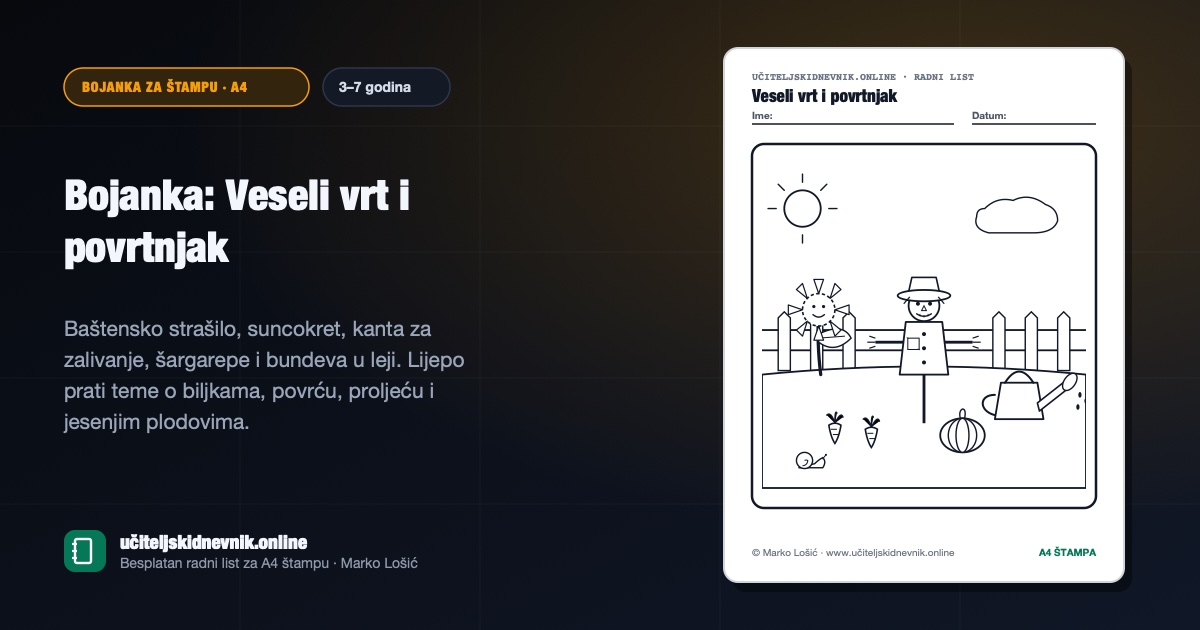 BOJANKA ZA ŠTAMPU · A4
3–7 godina
Bojanka: Veseli vrt i
povrtnjak
Baštensko strašilo, suncokret, kanta za
zalivanje, šargarepe i bundeva u leji. Lijepo
prati teme o biljkama, povrću, proljeću i
jesenjim plodovima.
učiteljskidnevnik.online
Besplatan radni list za A4 štampu · Marko Lošić
UČITELJSKIDNEVNIK.ONLINE · RADNI LIST
Veseli vrt i povrtnjak
Ime:
Datum:
© Marko Lošić · www.uciteljskidnevnik.online
A4 ŠTAMPA